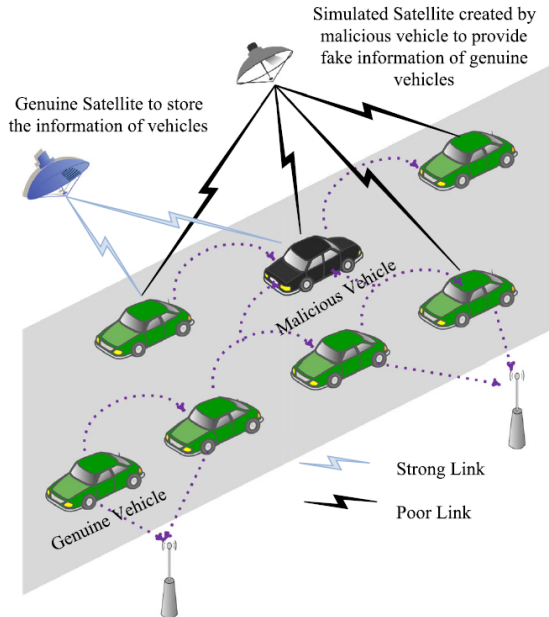 Simulated Satellite created by
malicious vehicle to provide
fake information of genuine
vehicles
Genuine Satellite to store
the information of vehicles
Malicious Vehicle
Genuine Vehicle
Strong Link
Poor Link